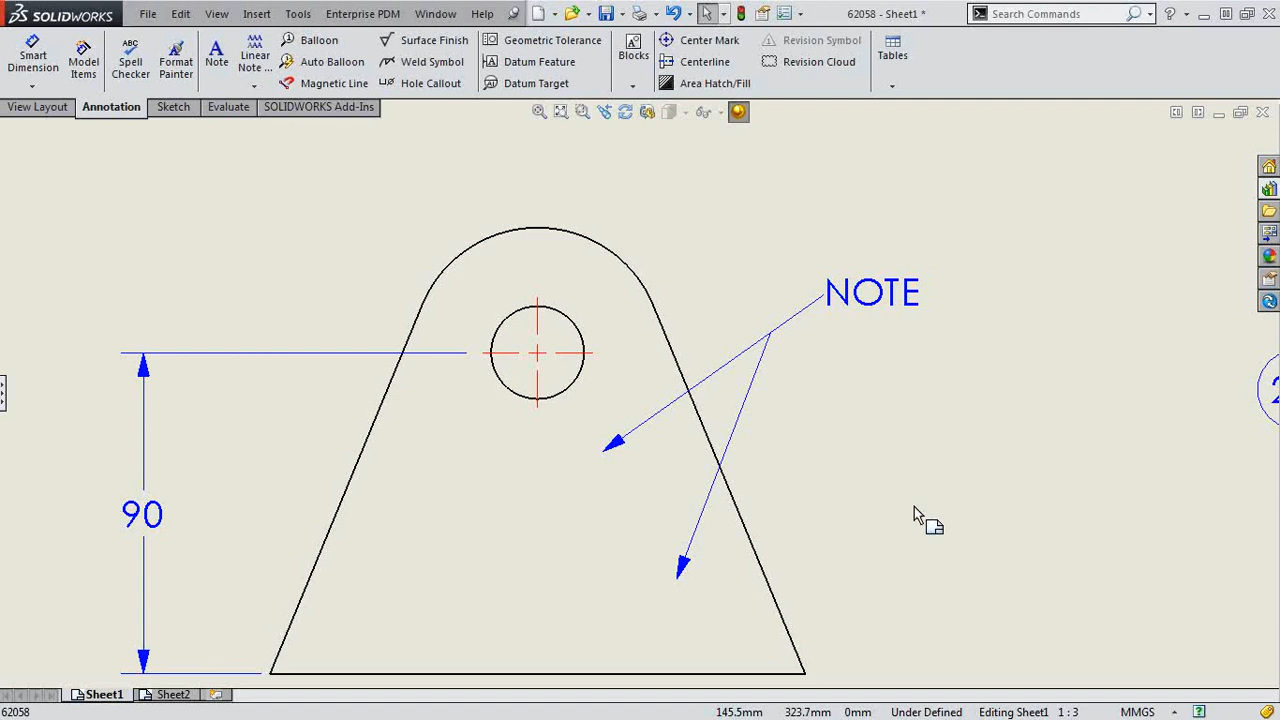 SOLIDWORKS File Edit View Insert Tools Enterprise PDM Window Help 62058 - Sheet1 * Search Commands
Smart Dimension
Model Items
Spell Checker
Format Painter
Note
Linear Note ...
Balloon
Auto Balloon
Magnetic Line
Surface Finish
Weld Symbol
Hole Callout
Geometric Tolerance
Datum Feature
Datum Target
Blocks
Center Mark
Centerline
Area Hatch/Fill
Revision Symbol
Revision Cloud
Tables
View Layout Annotation Sketch Evaluate SOLIDWORKS Add-Ins
NOTE
90
2
Sheet1 Sheet2
62058 145.5mm 323.7mm 0mm Under Defined Editing Sheet1 1 : 3 MMGS